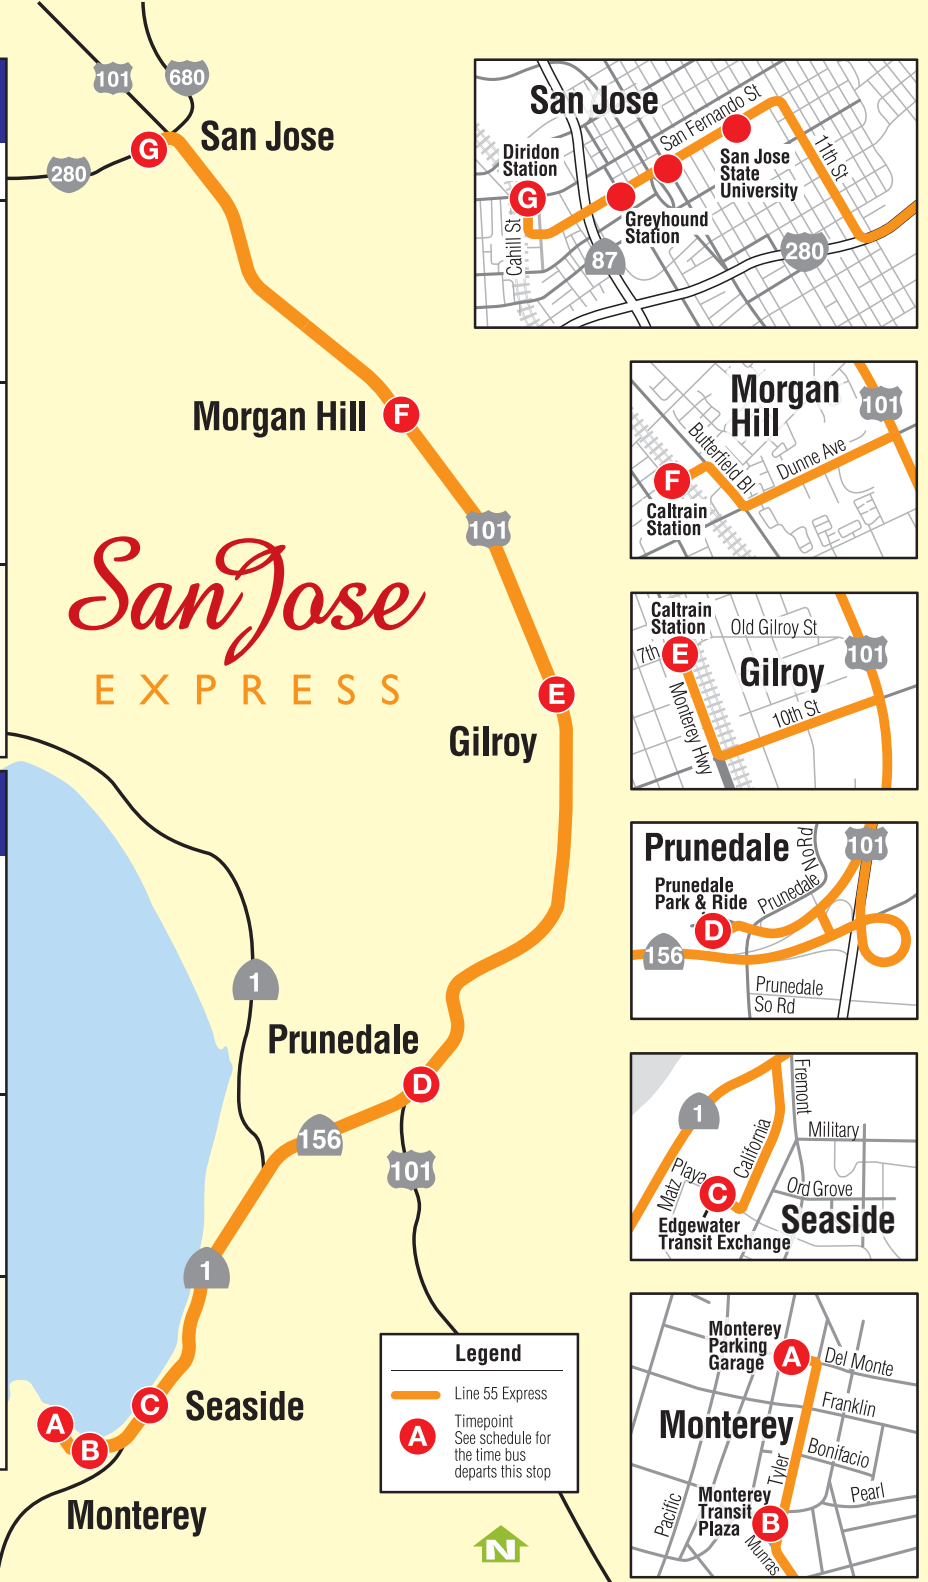 101
680
G
San Jose
280
Morgan Hill
F
101
San Jose
EXPRESS
E
Gilroy
1
Prunedale
D
156
101
1
C
Seaside
A
B
Monterey
Legend
Line 55 Express
A
Timepoint
See schedule for
the time bus
departs this stop
N
San Jose
San Fernando St
11th St
Diridon
Station
G
San Jose
State
University
Greyhound
Station
Cahill St
87
280
Morgan
Hill
101
Butterfield Bl
Dunne Ave
F
Caltrain
Station
Caltrain
Station
Old Gilroy St
7th
E
101
Gilroy
Monterey Hwy
10th St
Prunedale
Prunedale No Rd
101
Prunedale
Park & Ride
D
156
Prunedale
So Rd
Fremont
1
Military
California
Playa
Matz
C
Ord Grove
Edgewater
Transit Exchange
Seaside
Monterey
Parking
Garage
A
Del Monte
Franklin
Monterey
Bonifacio
Tyler
Pearl
Pacific
Monterey
Transit
Plaza
B
Munras